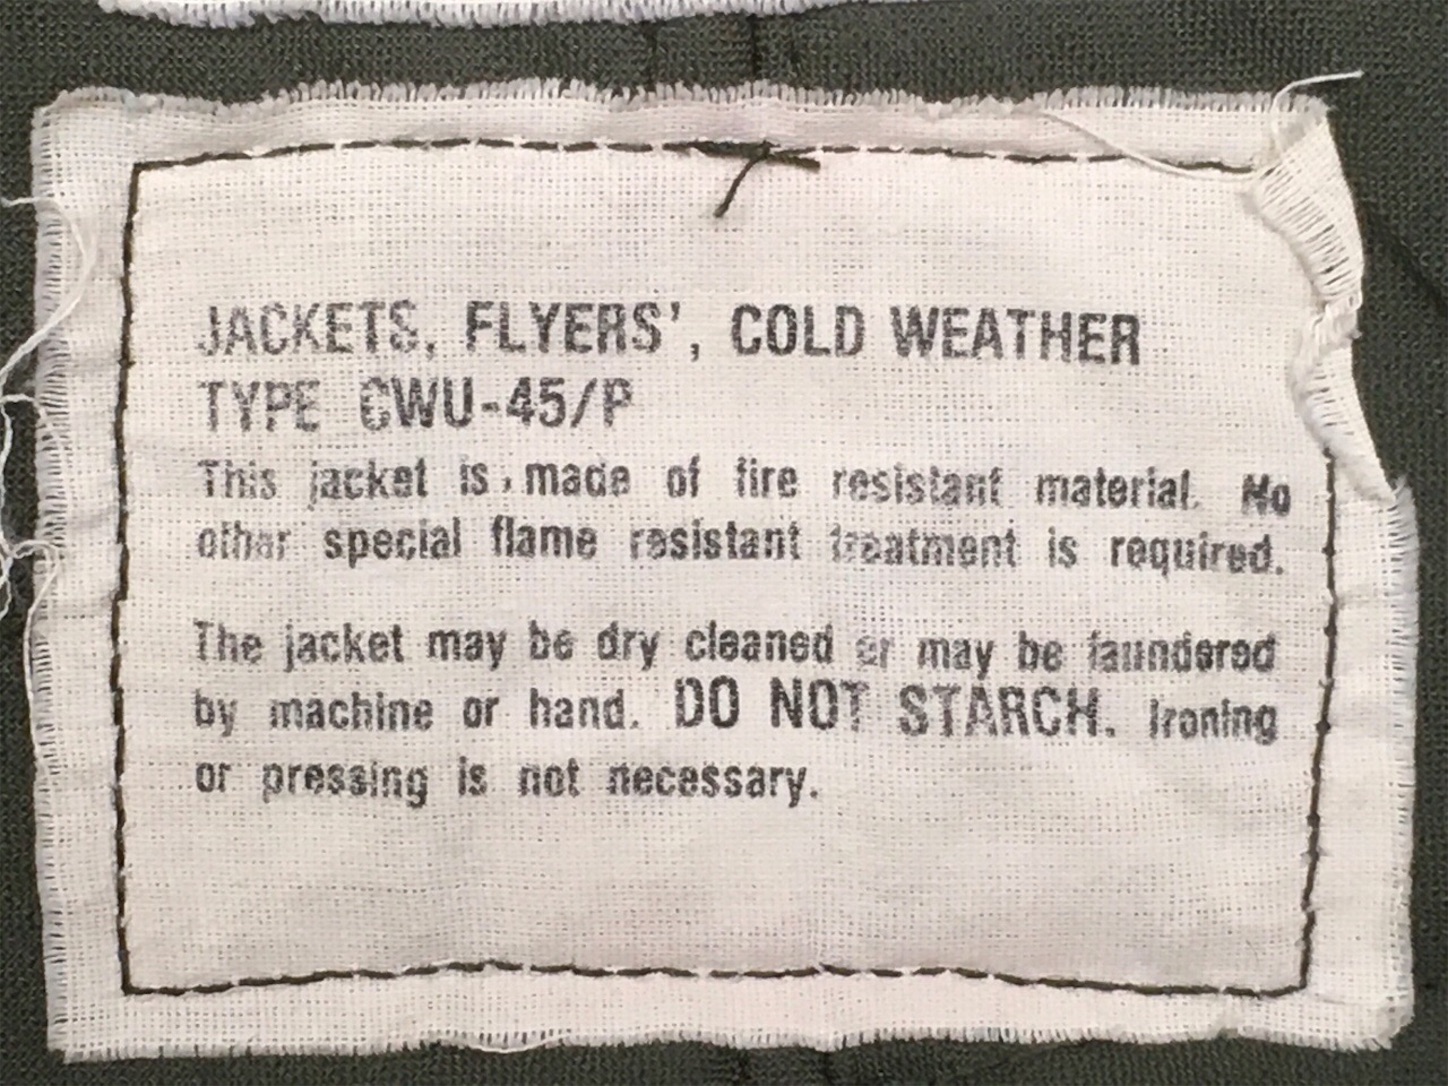 JACKETS, FLYERS', COLD WEATHER
TYPE CWU-45/P
This jacket is made of fire resistant material. No
other special flame resistant treatment is required.
The jacket may be dry cleaned or may be laundered
by machine or hand. DO NOT STARCH. Ironing
or pressing is not necessary.